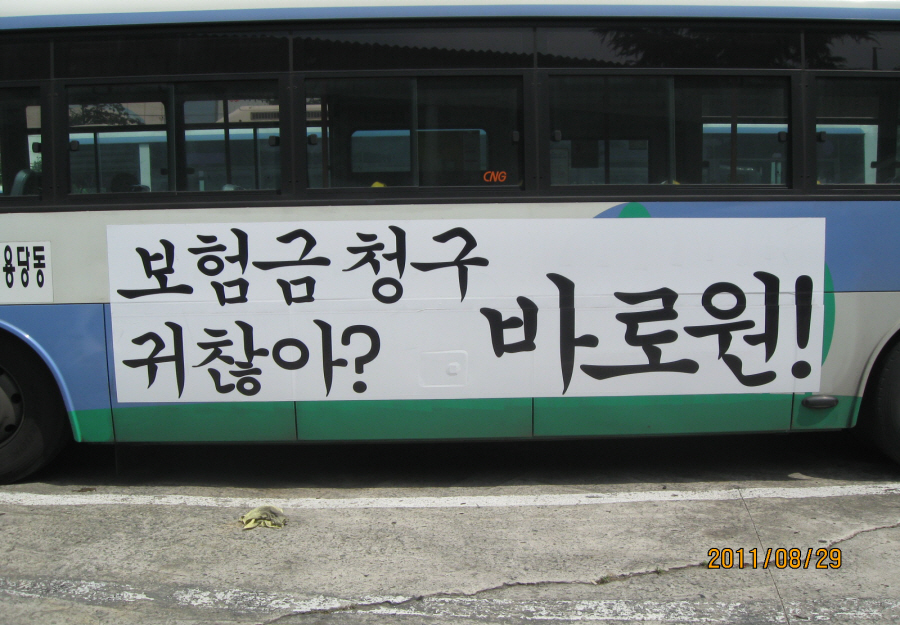 CNG
용당동
보험금 청구
귀찮아?
바로원!
2011/08/29